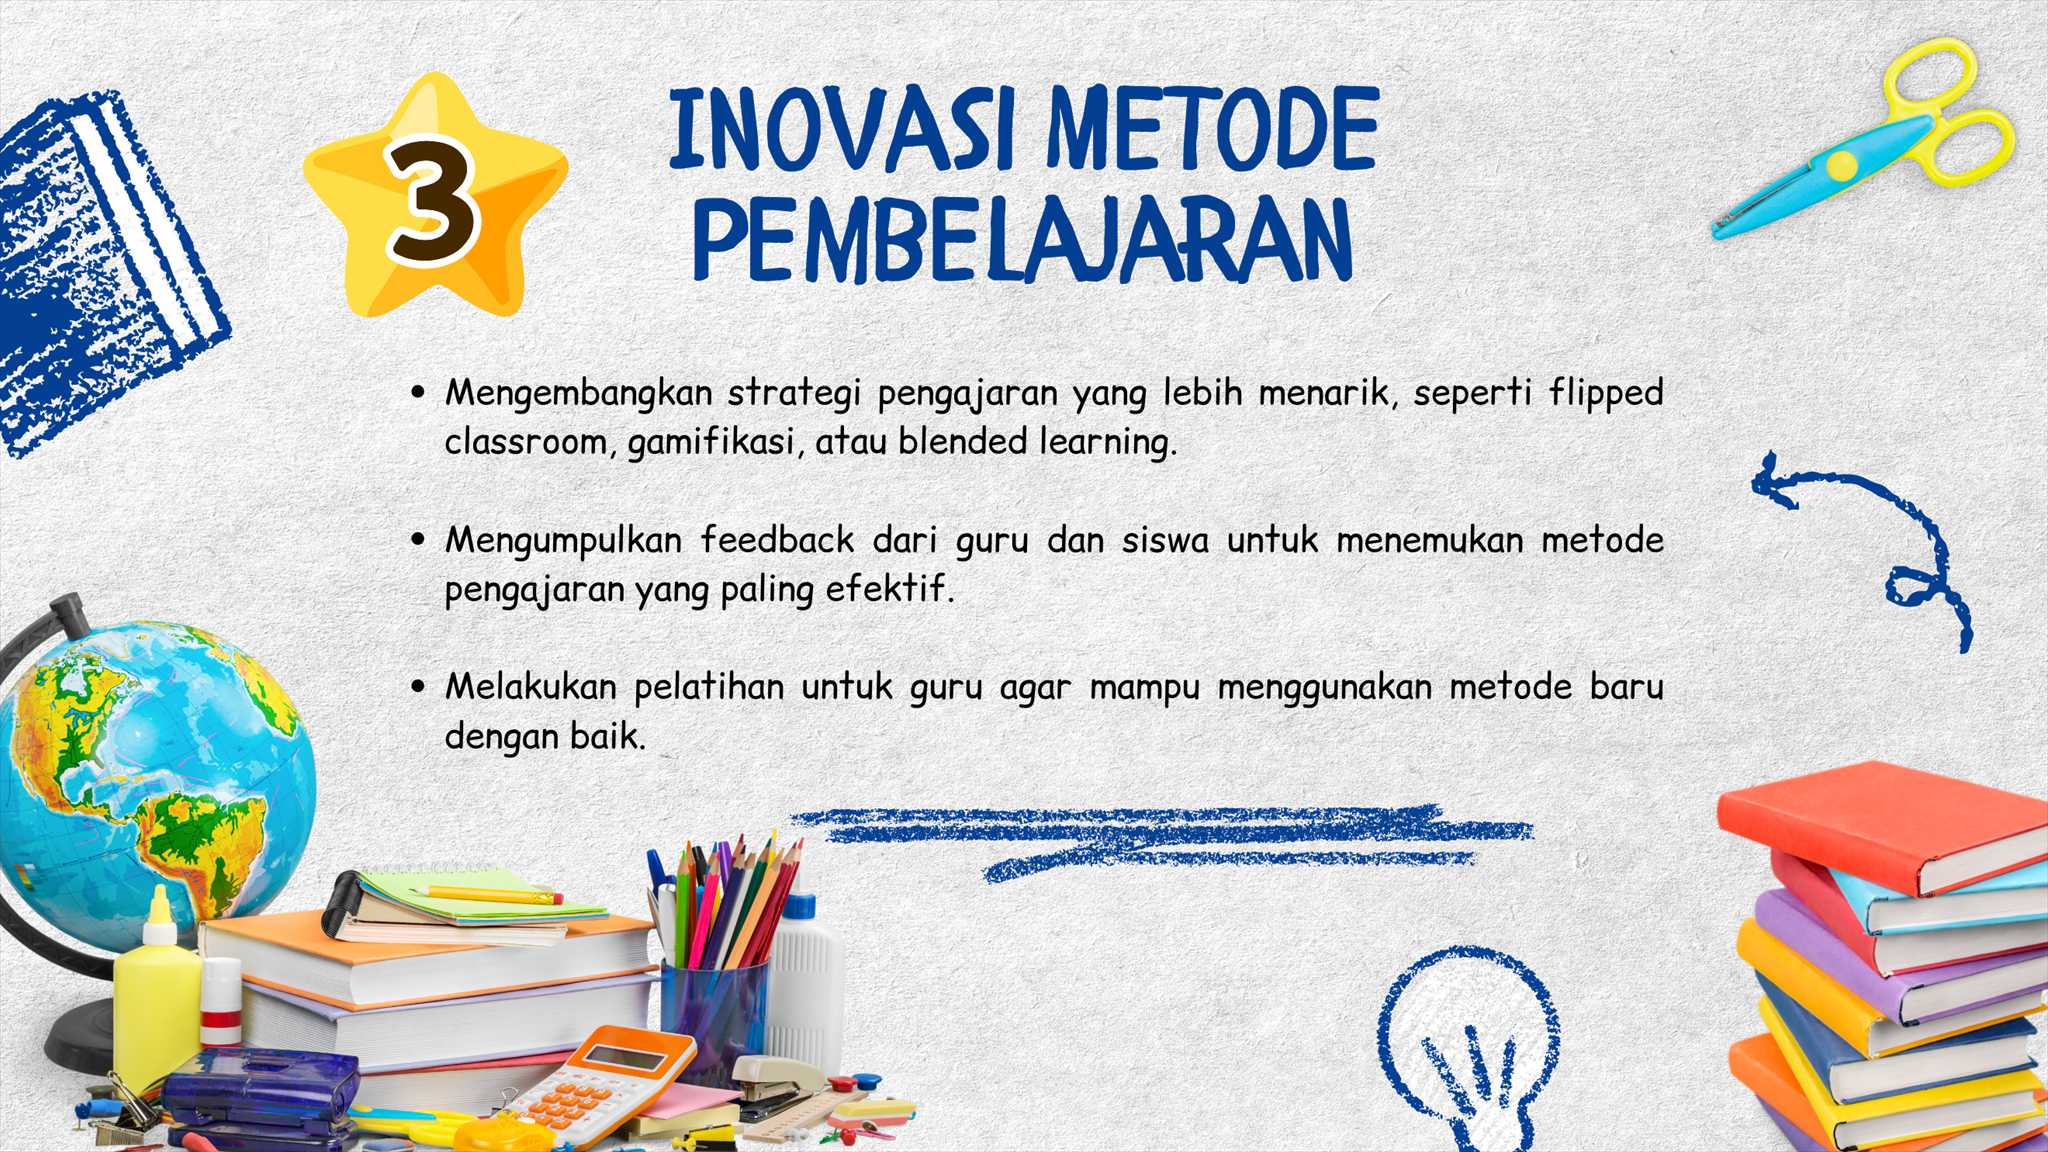 3
INOVASI METODE
PEMBELAJARAN
• Mengembangkan strategi pengajaran yang lebih menarik, seperti flipped
classroom, gamifikasi, atau blended learning.
• Mengumpulkan feedback dari guru dan siswa untuk menemukan metode
pengajaran yang paling efektif.
• Melakukan pelatihan untuk guru agar mampu menggunakan metode baru
dengan baik.